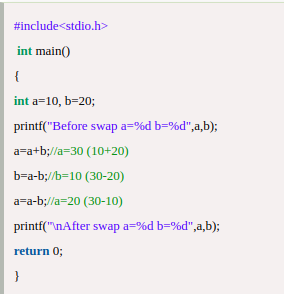 #include<stdio.h>
int main()
{
int a=10, b=20;
printf("Before swap a=%d b=%d",a,b);
a=a+b;//a=30 (10+20)
b=a-b;//b=10 (30-20)
a=a-b;//a=20 (30-10)
printf("\nAfter swap a=%d b=%d",a,b);
return 0;
}